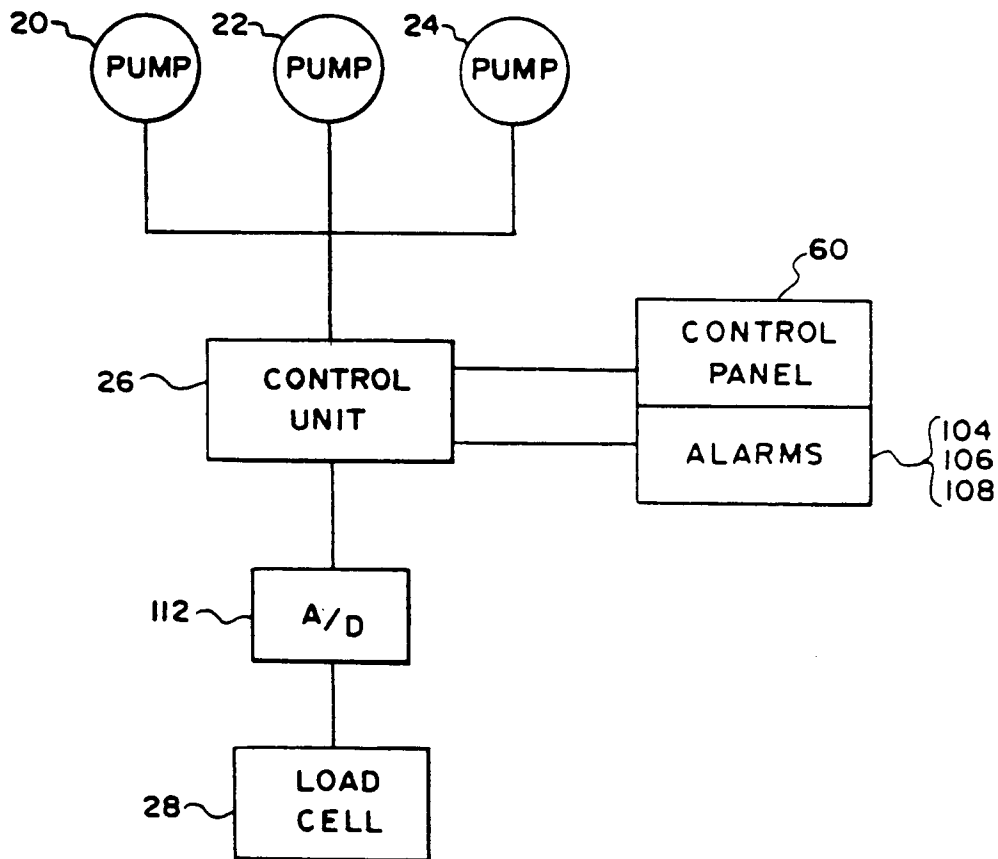 20 22 24
PUMP PUMP PUMP
60
CONTROL
PANEL
26
CONTROL
UNIT
ALARMS
104
106
108
112
A/D
28
LOAD
CELL